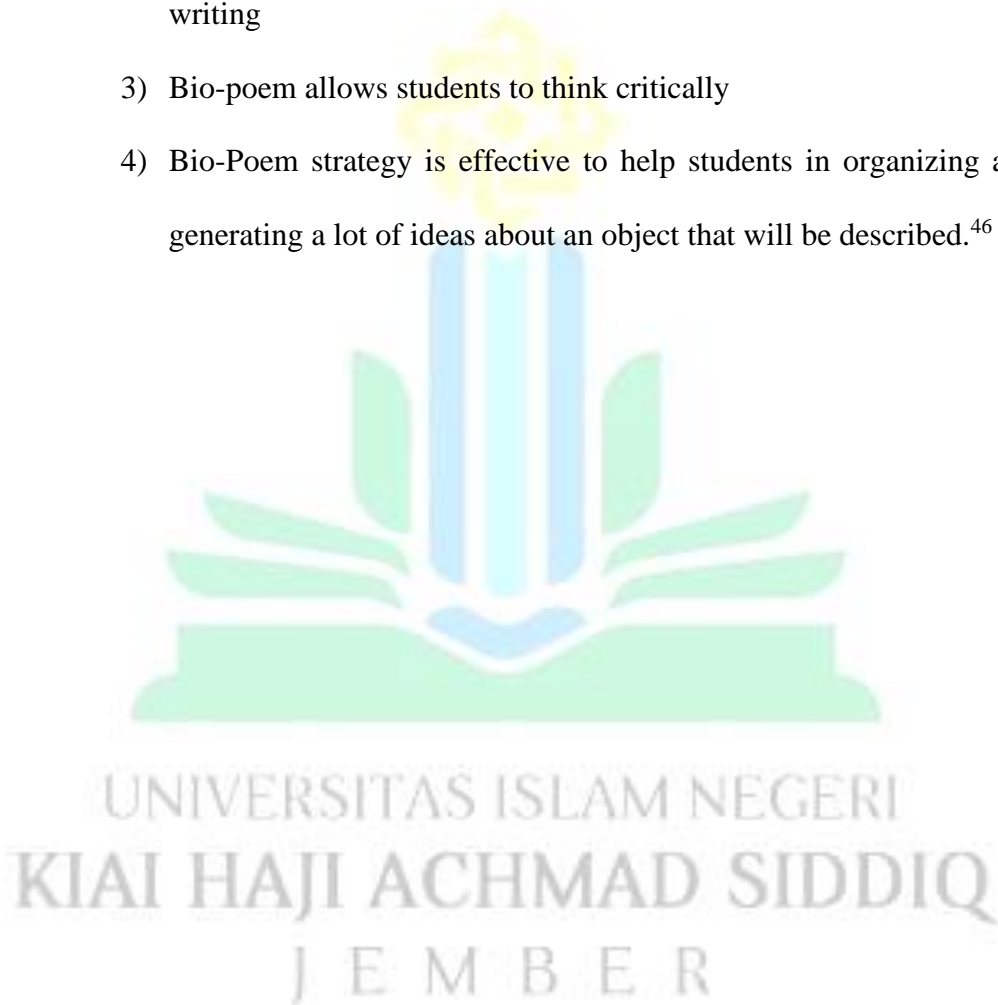 writing
3) Bio-poem allows students to think critically
4) Bio-Poem strategy is effective to help students in organizing a
generating a lot of ideas about an object that will be described.46
UNIVERSITAS ISLAM NEGERI
KIAI HAJI ACHMAD SIDDIQ
JEMBER